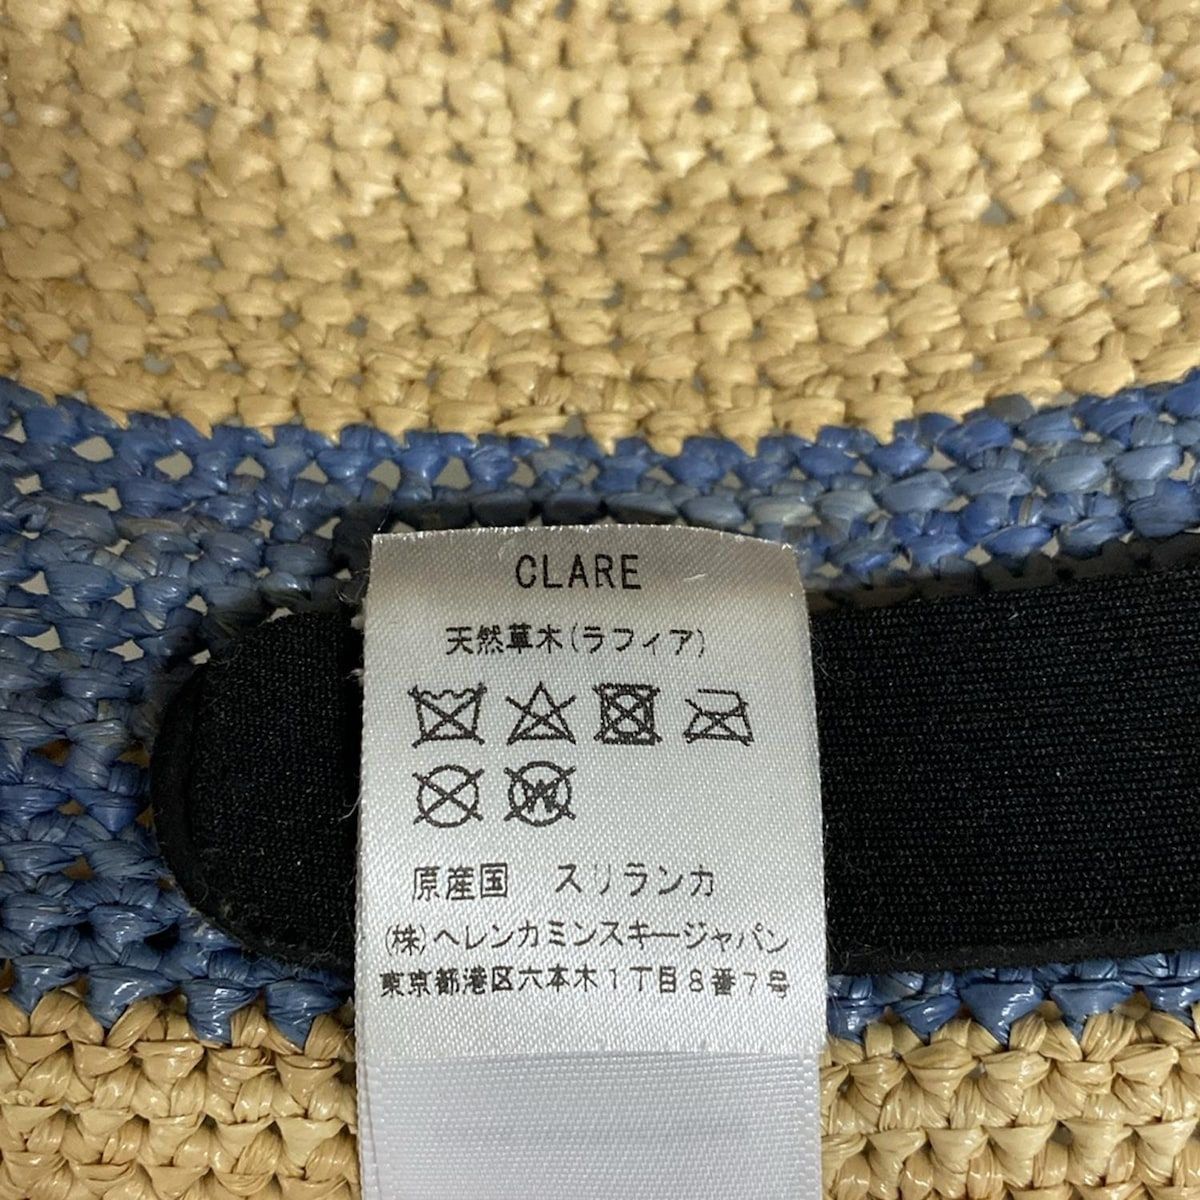 CLARE
天然草木(ラフィア)
W
原産国 スリランカ
(株)ヘレンカミンスキージャパン
東京都港区六本木1丁目8番7号